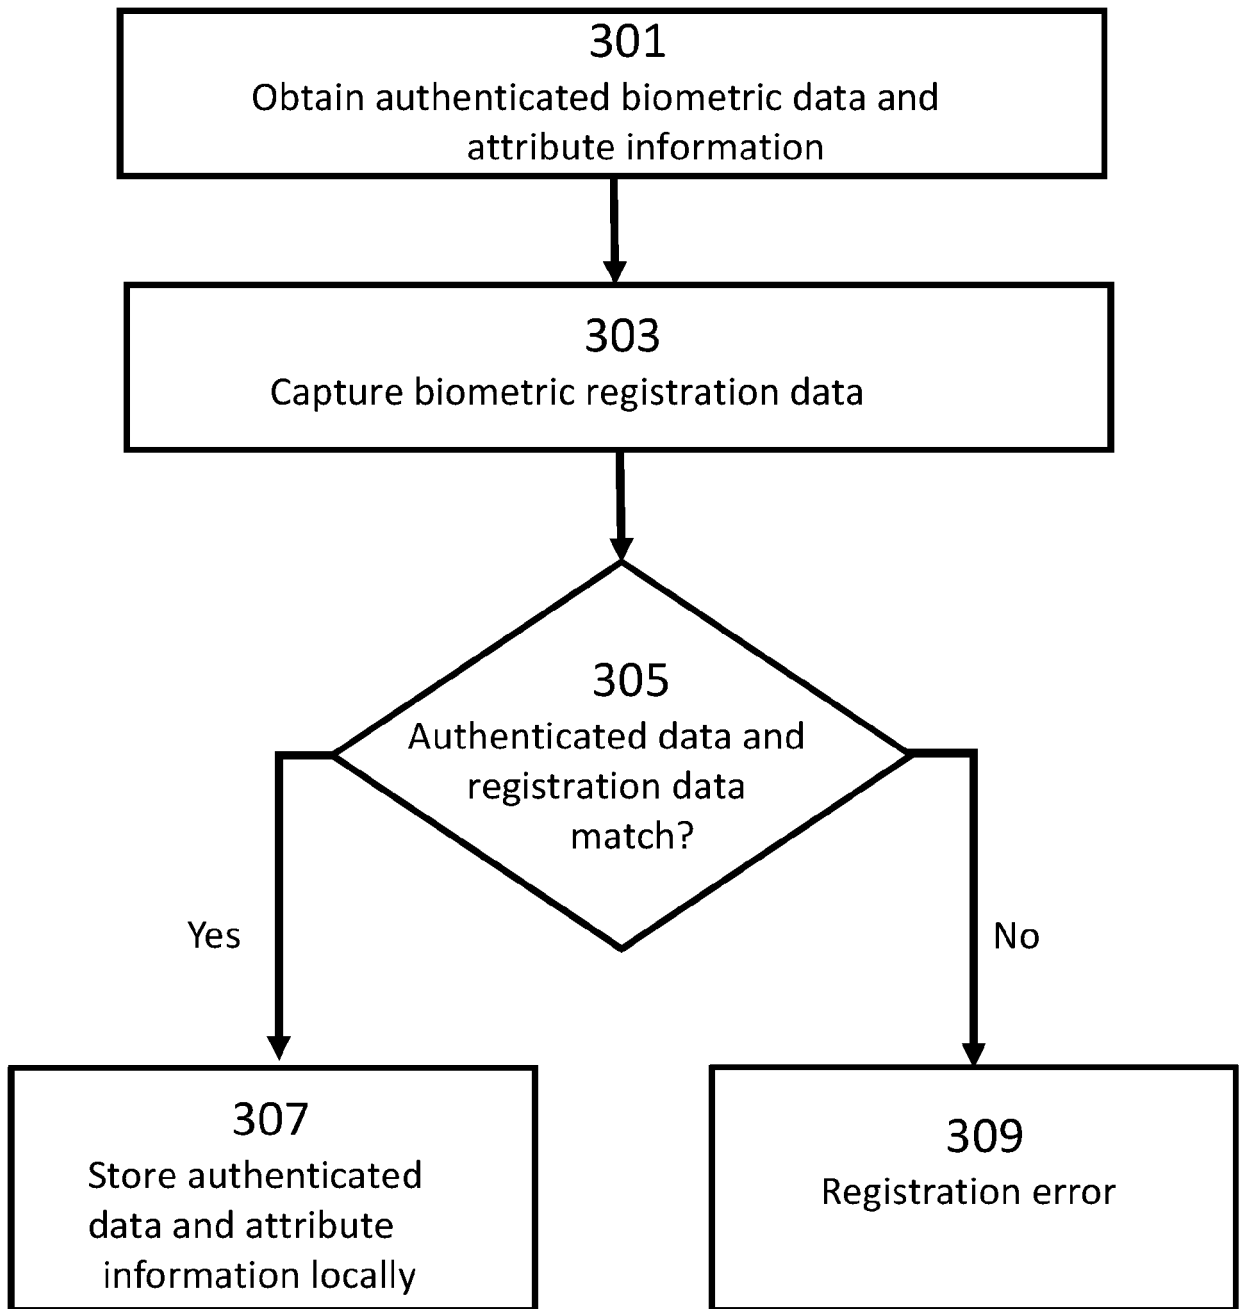 301
Obtain authenticated biometric data and
attribute information
303
Capture biometric registration data
305
Authenticated data and
registration data
match?
Yes
No
307
Store authenticated
data and attribute
information locally
309
Registration error